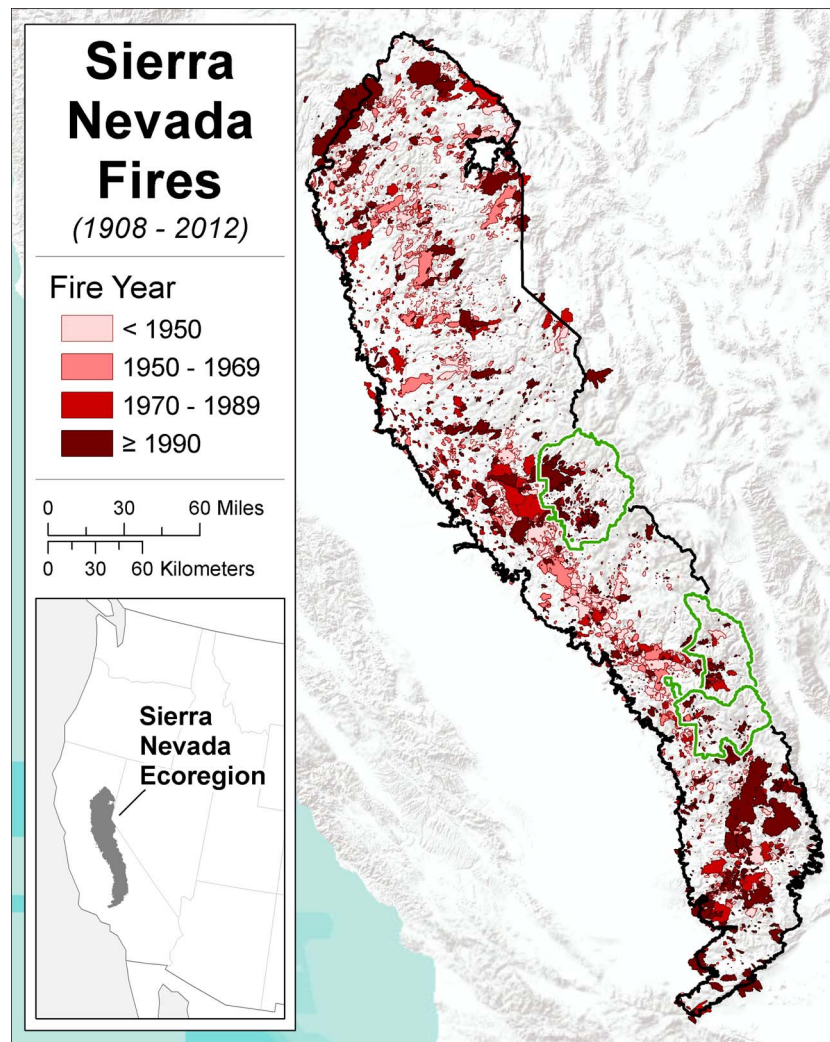 Sierra
Nevada
Fires
(1908 - 2012)
Fire Year
< 1950
1950 - 1969
1970 - 1989
≥ 1990
0 30 60 Miles
0 30 60 Kilometers
Sierra
Nevada
Ecoregion